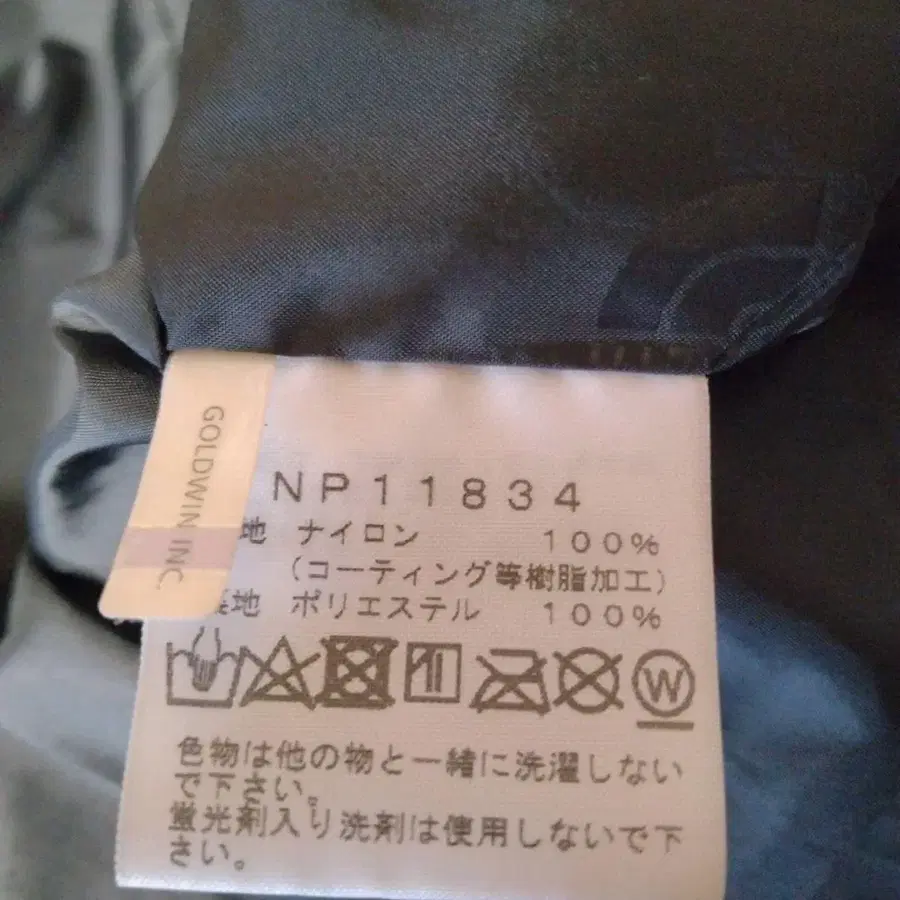 GOLDWIN INC.
NP11834
地 ナイロン 100%
(コーティング等樹脂加工)
裏地 ポリエステル 100%
W
色物は他の物と一緒に洗濯しない
で下さい。
蛍光剤入り洗剤は使用しないで下
さい。